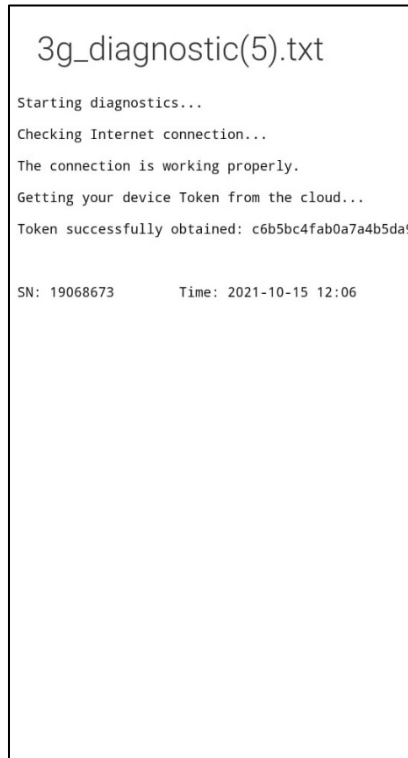 3g_diagnostic(5).txt
Starting diagnostics...
Checking Internet connection...
The connection is working properly.
Getting your device Token from the cloud...
Token successfully obtained: c6b5bc4fab0a7a4b5da9
SN: 19068673 Time: 2021-10-15 12:06